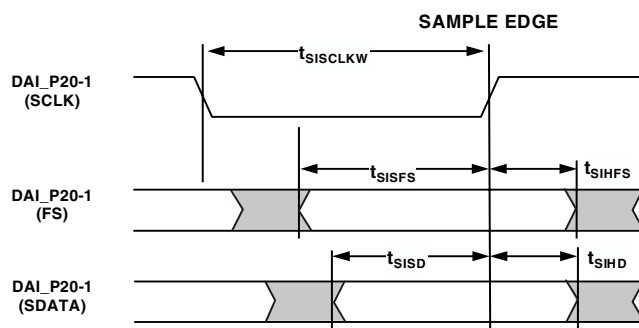 SAMPLE EDGE
tSISCLKW
DAI_P20-1
(SCLK)
tSISFS
tSIHFS
DAI_P20-1
(FS)
tSISD
tSIHD
DAI_P20-1
(SDATA)